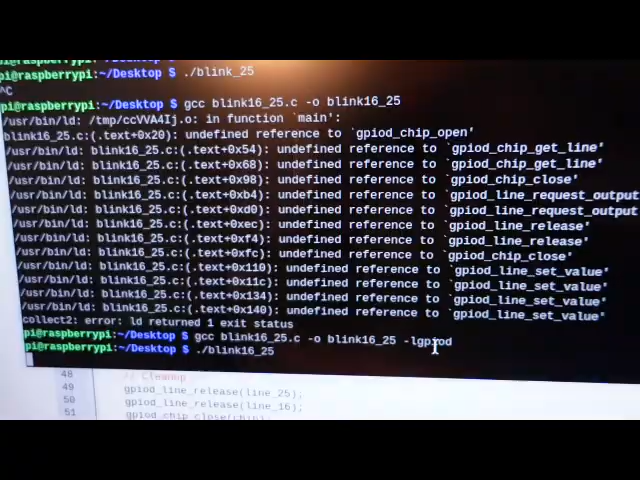 pi@raspberrypi:~/Desktop $ ./blink_25
^C
pi@raspberrypi:~/Desktop $ gcc blink16_25.c -o blink16_25
/usr/bin/ld: /tmp/ccVVA4Ij.o: in function `main':
blink16_25.c:(.text+0x20): undefined reference to `gpiod_chip_open'
/usr/bin/ld: blink16_25.c:(.text+0x54): undefined reference to `gpiod_chip_get_line'
/usr/bin/ld: blink16_25.c:(.text+0x68): undefined reference to `gpiod_chip_get_line'
/usr/bin/ld: blink16_25.c:(.text+0x98): undefined reference to `gpiod_chip_close'
/usr/bin/ld: blink16_25.c:(.text+0xb4): undefined reference to `gpiod_line_request_output
/usr/bin/ld: blink16_25.c:(.text+0xd0): undefined reference to `gpiod_line_request_output
/usr/bin/ld: blink16_25.c:(.text+0xec): undefined reference to `gpiod_line_release'
/usr/bin/ld: blink16_25.c:(.text+0xf4): undefined reference to `gpiod_line_release'
/usr/bin/ld: blink16_25.c:(.text+0xfc): undefined reference to `gpiod_chip_close'
/usr/bin/ld: blink16_25.c:(.text+0x110): undefined reference to `gpiod_line_set_value'
/usr/bin/ld: blink16_25.c:(.text+0x11c): undefined reference to `gpiod_line_set_value'
/usr/bin/ld: blink16_25.c:(.text+0x134): undefined reference to `gpiod_line_set_value'
/usr/bin/ld: blink16_25.c:(.text+0x140): undefined reference to `gpiod_line_set_value'
collect2: error: ld returned 1 exit status
pi@raspberrypi:~/Desktop $ gcc blink16_25.c -o blink16_25 -lgpiod
pi@raspberrypi:~/Desktop $ ./blink16_25
48 // Cleanup
49 gpiod_line_release(line_25);
50 gpiod_line_release(line_16);
51 gpiod_chip_close(chip);